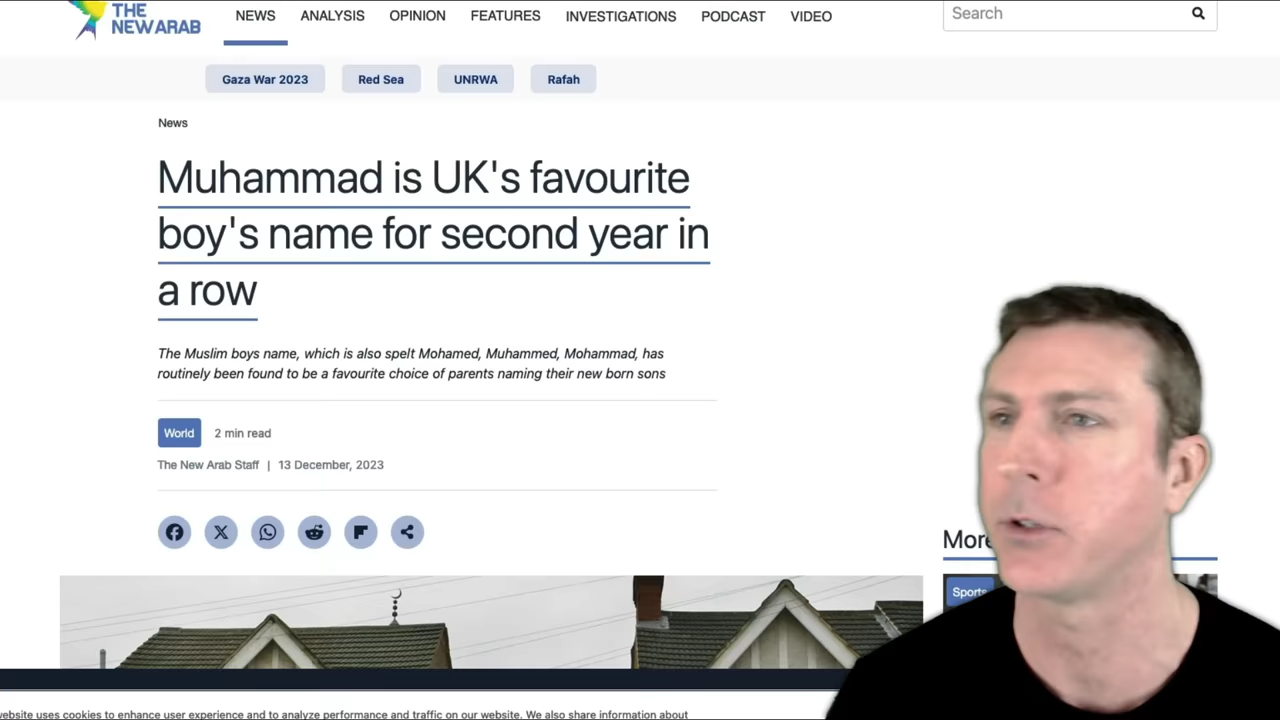 THE
NEW ARAB
NEWS ANALYSIS OPINION FEATURES INVESTIGATIONS PODCAST VIDEO
Search
Gaza War 2023 Red Sea UNRWA Rafah
News
Muhammad is UK's favourite
boy's name for second year in
a row
The Muslim boys name, which is also spelt Mohamed, Muhammed, Mohammad, has
routinely been found to be a favourite choice of parents naming their new born sons
World 2 min read
The New Arab Staff | 13 December, 2023
More
Sports
website uses cookies to enhance user experience and to analyze performance and traffic on our website. We also share information about